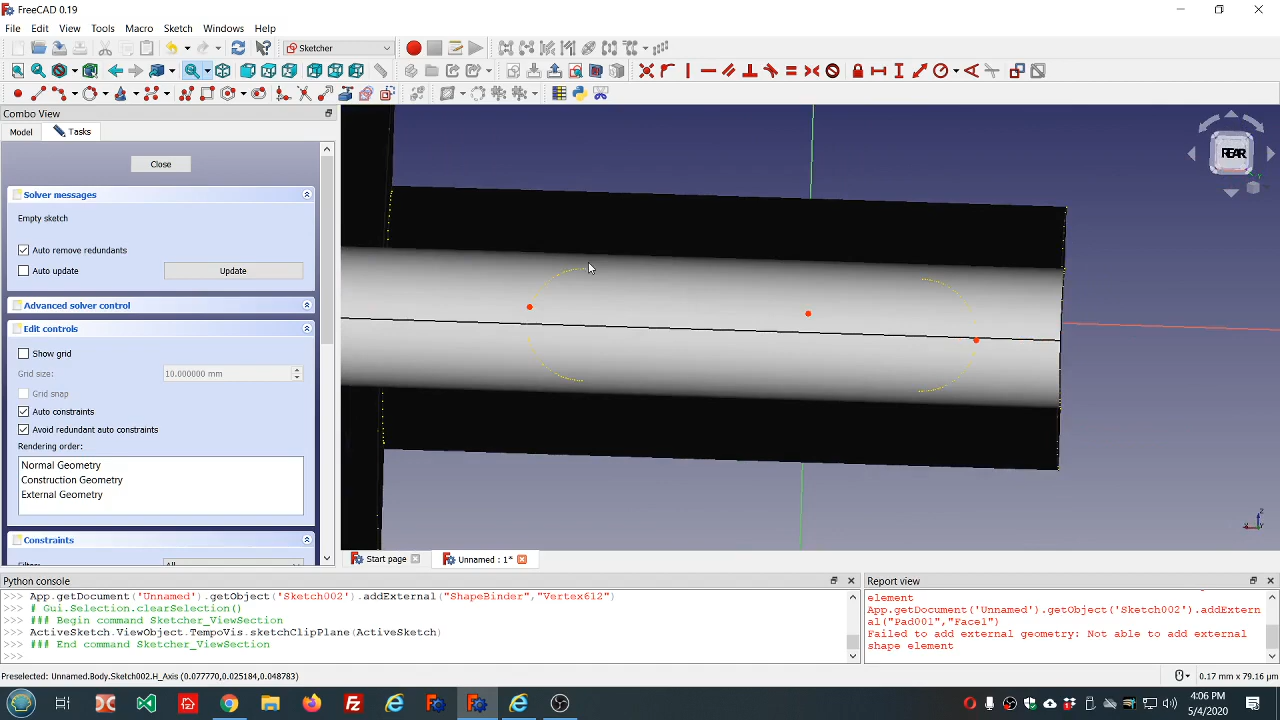 FreeCAD 0.19
File Edit View Tools Macro Sketch Windows Help
Sketcher
Combo View
Model Tasks
Close
Solver messages
Empty sketch
Auto remove redundants
Auto update Update
Advanced solver control
Edit controls
Show grid
Grid size: 10.000000 mm
Grid snap
Auto constraints
Avoid redundant auto constraints
Rendering order:
Normal Geometry
Construction Geometry
External Geometry
Constraints
REAR
Start page
Unnamed : 1*
Python console
>>> App.getDocument('Unnamed').getObject('Sketch002').addExternal("ShapeBinder","Vertex612")
>>> # Gui.Selection.clearSelection()
>>> ### Begin command Sketcher_ViewSection
>>> ActiveSketch.ViewObject.TempoVis.sketchClipPlane(ActiveSketch)
>>> ### End command Sketcher_ViewSection
>>>
Report view
element
App.getDocument('Unnamed').getObject('Sketch002').addExtern
al("Pad001","Face1")
Failed to add external geometry: Not able to add external
shape element
Preselected: Unnamed.Body.Sketch002.H_Axis (0.077770,0.025184,0.048783)
0.17 mm x 79.16 µm
4:06 PM
5/4/2020